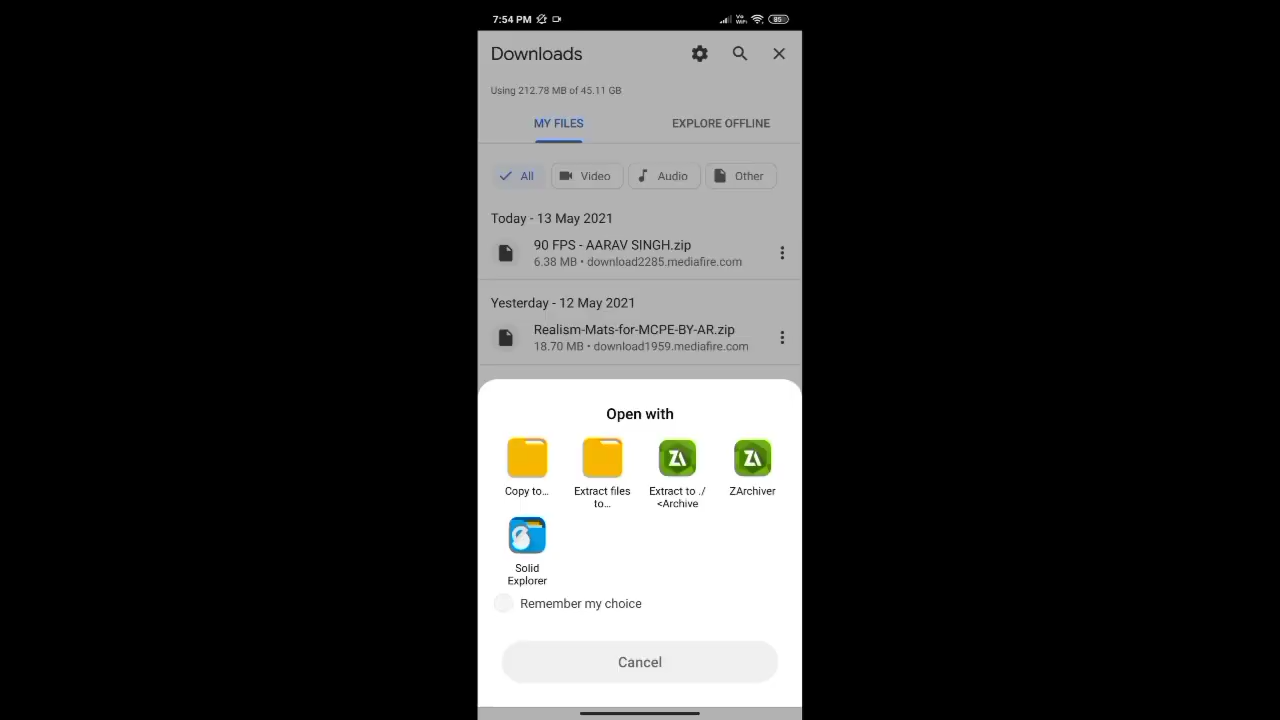 7:54 PM
Vo
WiFi
85
Downloads
Using 212.78 MB of 45.11 GB
MY FILES
EXPLORE OFFLINE
All
Video
Audio
Other
Today - 13 May 2021
90 FPS - AARAV SINGH.zip
6.38 MB • download2285.mediafire.com
Yesterday - 12 May 2021
Realism-Mats-for-MCPE-BY-AR.zip
18.70 MB • download1959.mediafire.com
Open with
Copy to…
Extract files
to…
Extract to ./
<Archive
ZArchiver
Solid
Explorer
Remember my choice
Cancel